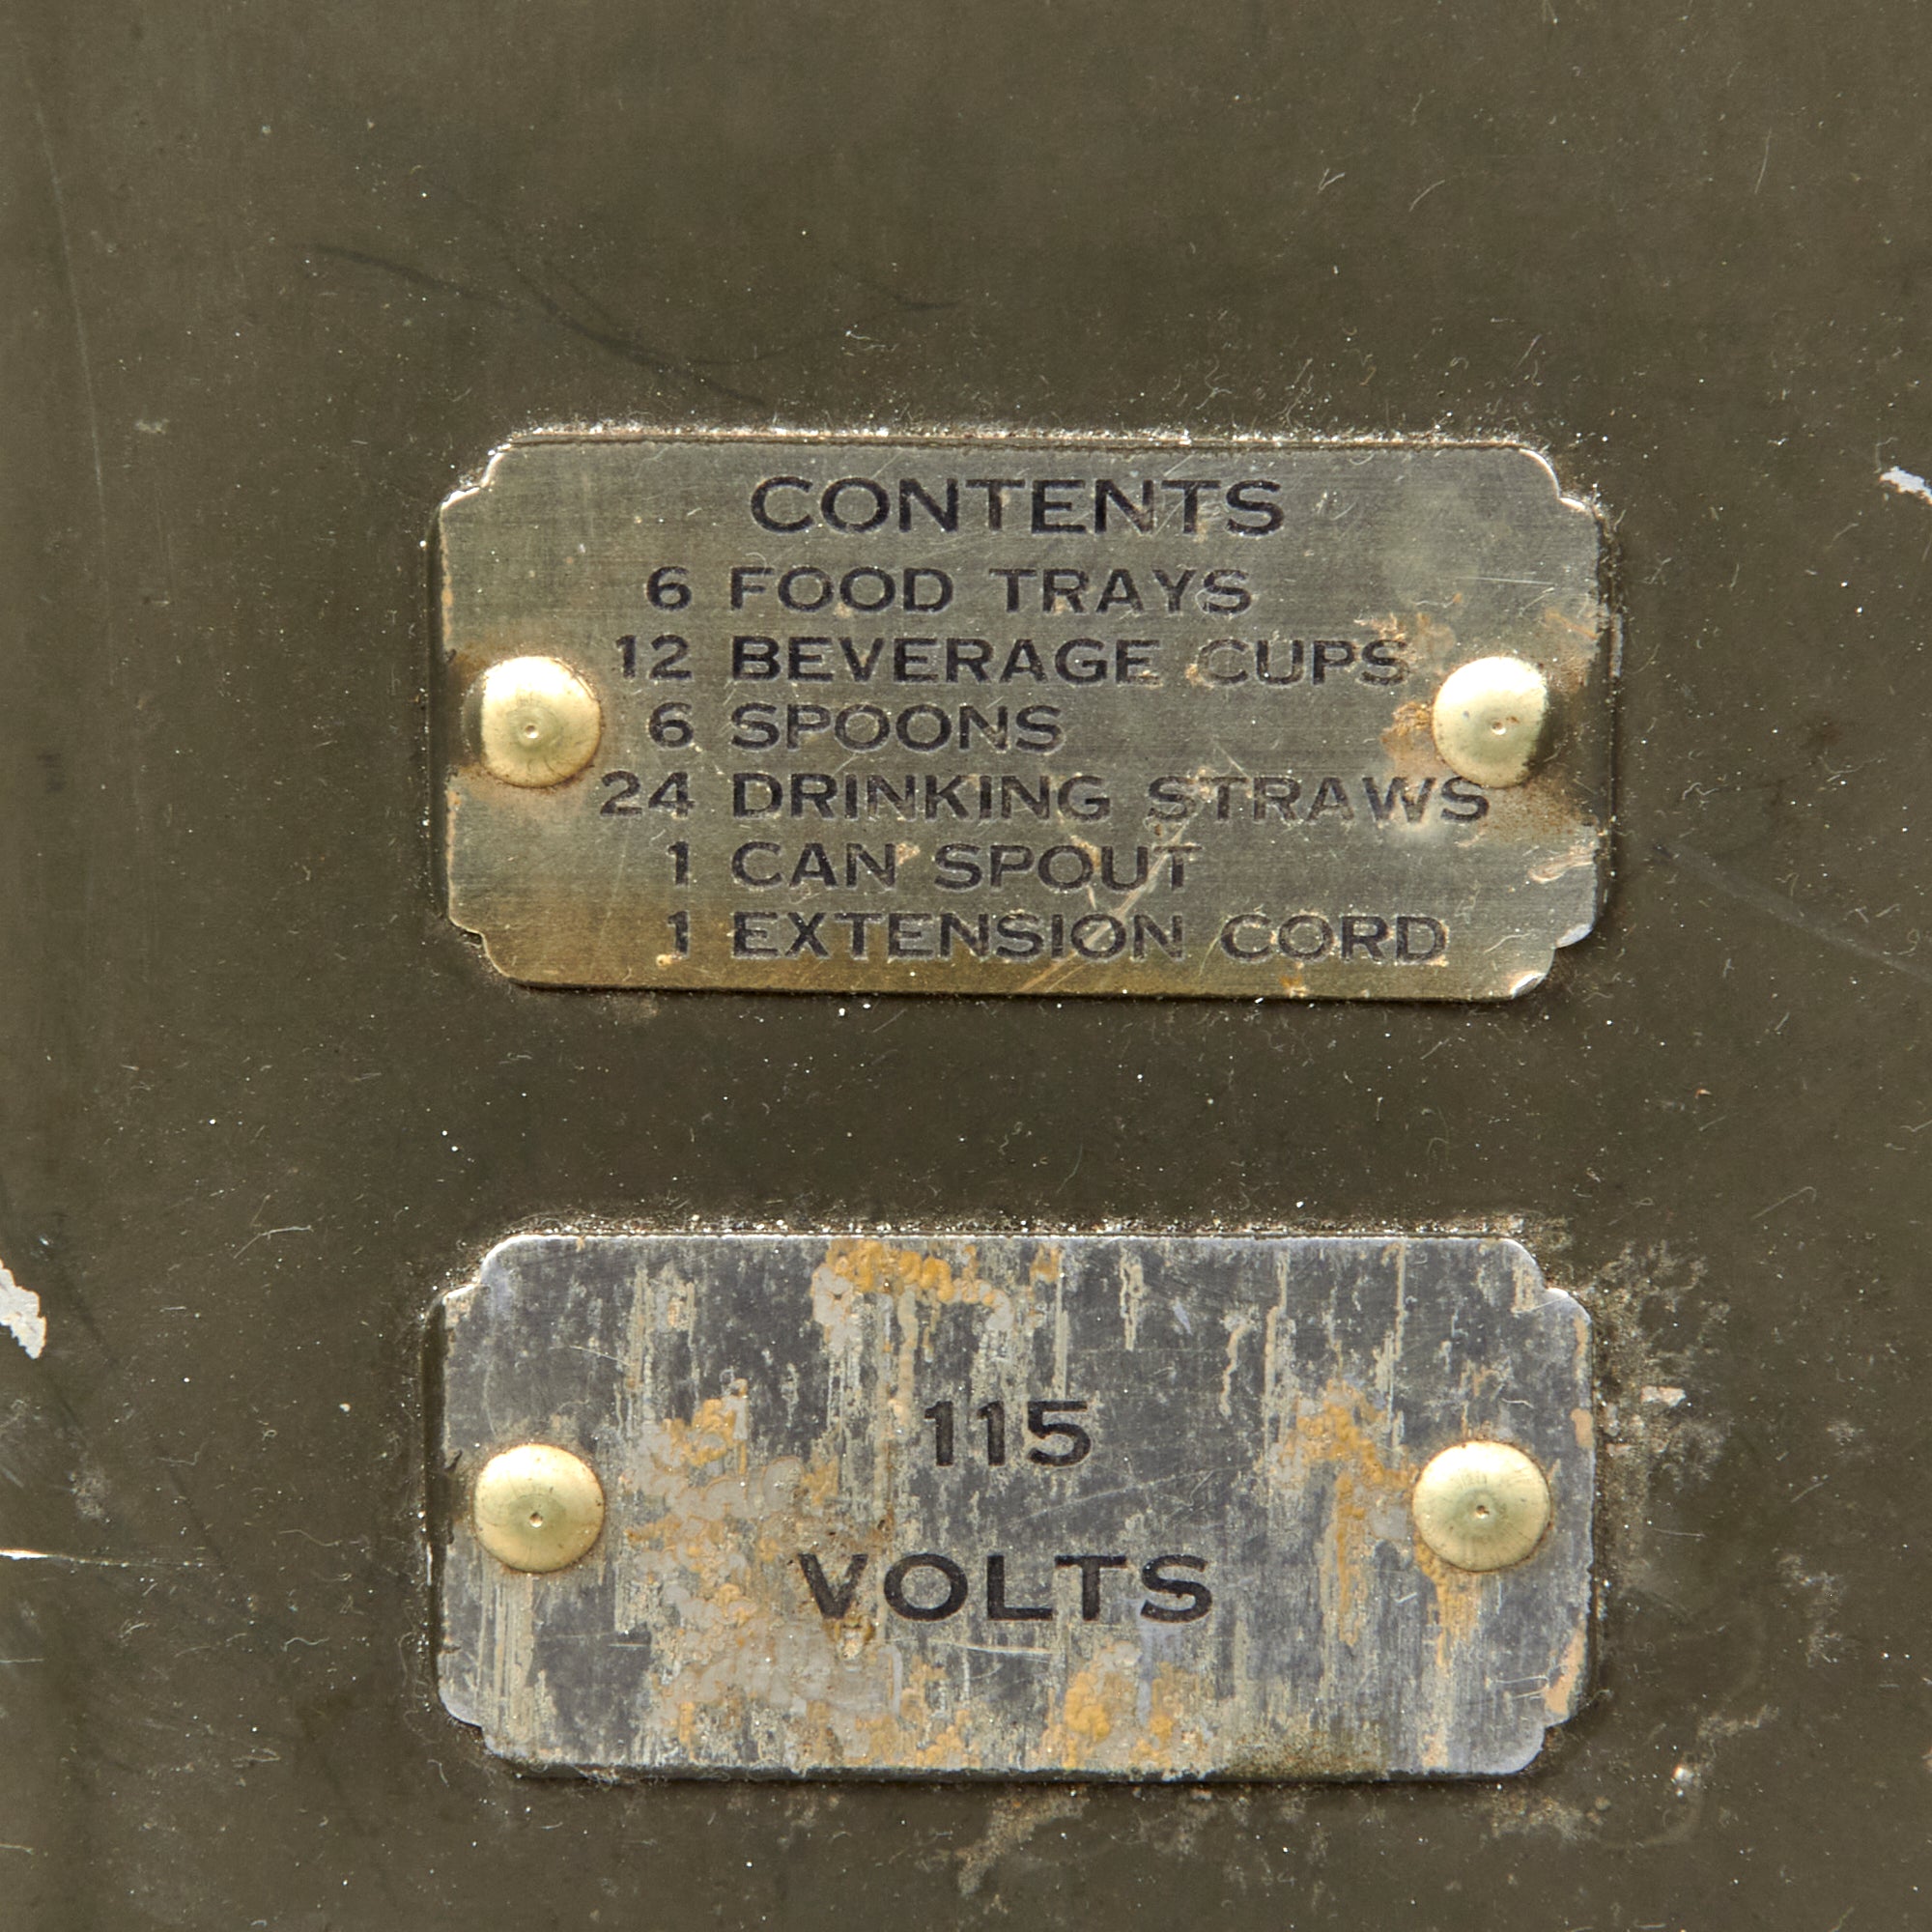 CONTENTS
6 FOOD TRAYS
12 BEVERAGE CUPS
6 SPOONS
24 DRINKING STRAWS
1 CAN SPOUT
1 EXTENSION CORD
115
VOLTS